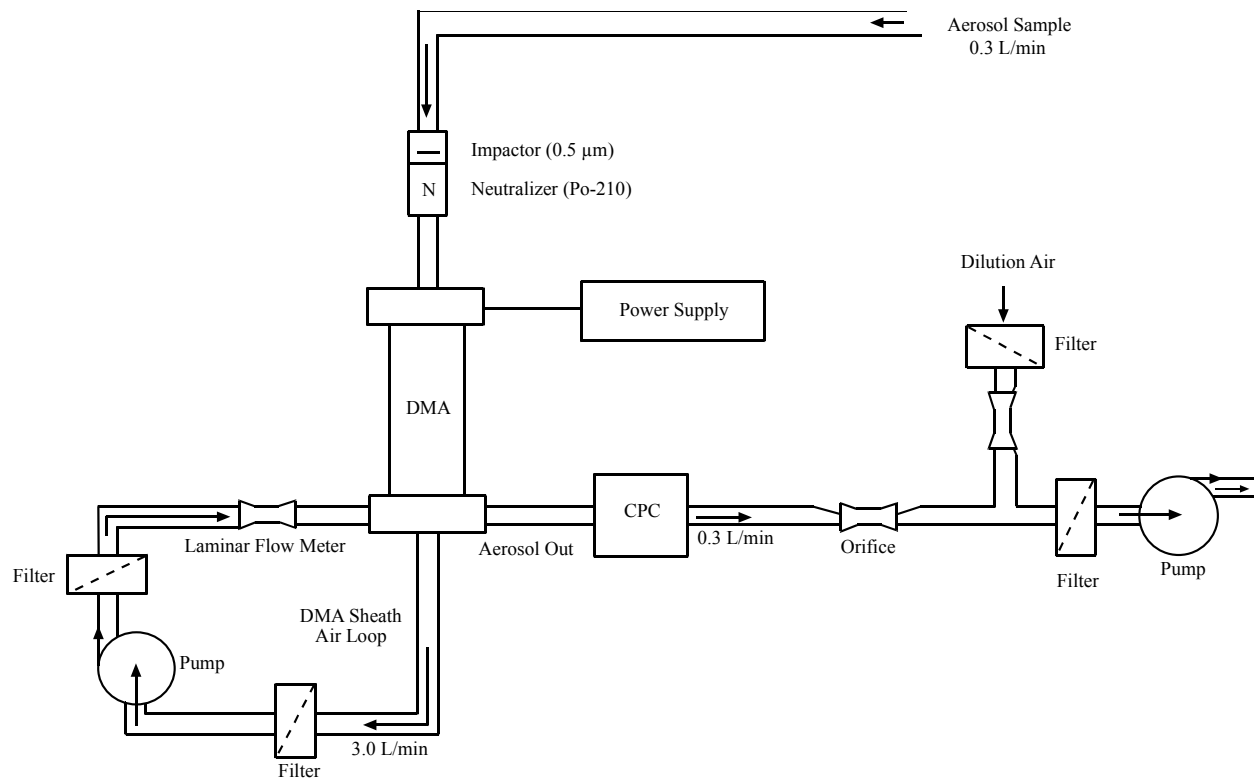 Aerosol Sample
0.3 L/min
Impactor (0.5 µm)
N
Neutralizer (Po-210)
Dilution Air
Power Supply
Filter
DMA
CPC
Laminar Flow Meter
Aerosol Out
0.3 L/min
Orifice
Filter
Filter
Pump
DMA Sheath
Air Loop
Pump
3.0 L/min
Filter